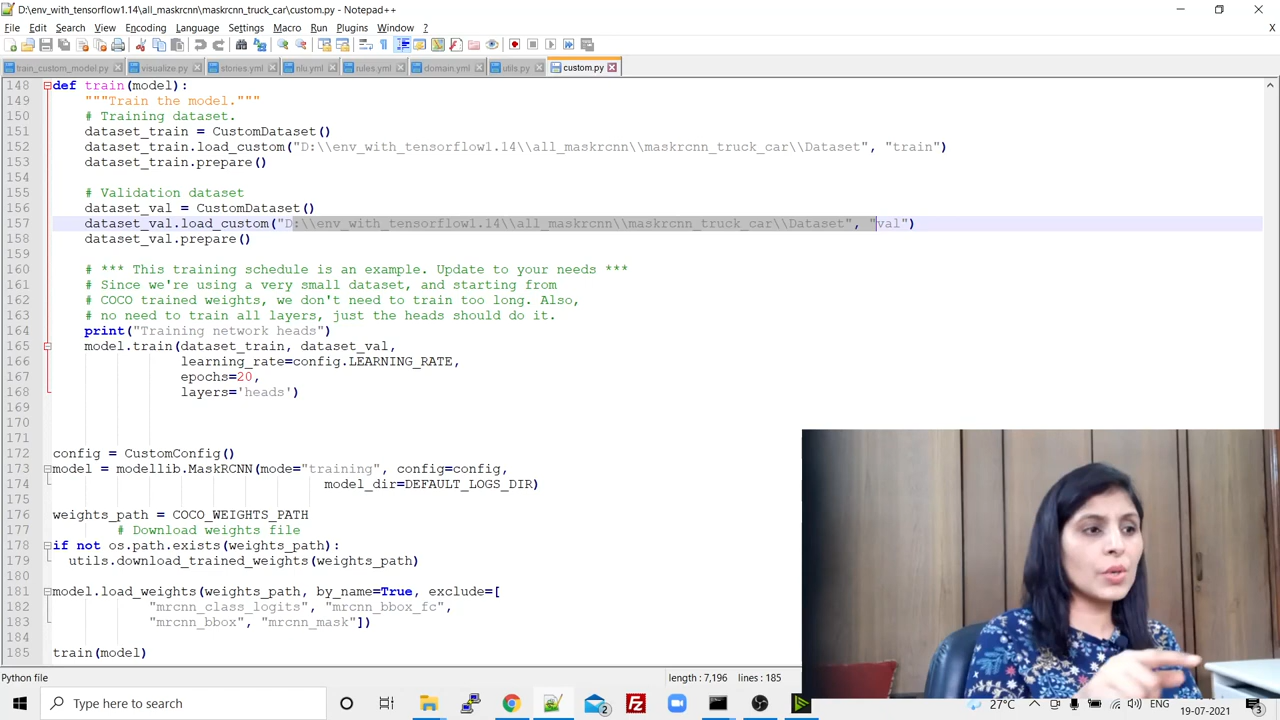 D:\env_with_tensorflow1.14\all_maskrcnn\maskrcnn_truck_car\custom.py - Notepad++
File Edit Search View Encoding Language Settings Tools Macro Run Plugins Window ?
train_custom_model.py visualize.py stories.yml nlu.yml rules.yml domain.yml utils.py custom.py
148 def train(model):
149 """Train the model."""
150 # Training dataset.
151 dataset_train = CustomDataset()
152 dataset_train.load_custom("D:\\env_with_tensorflow1.14\\all_maskrcnn\\maskrcnn_truck_car\\Dataset", "train")
153 dataset_train.prepare()
154
155 # Validation dataset
156 dataset_val = CustomDataset()
157 dataset_val.load_custom("D:\\env_with_tensorflow1.14\\all_maskrcnn\\maskrcnn_truck_car\\Dataset", "val")
158 dataset_val.prepare()
159
160 # *** This training schedule is an example. Update to your needs ***
161 # Since we're using a very small dataset, and starting from
162 # COCO trained weights, we don't need to train too long. Also,
163 # no need to train all layers, just the heads should do it.
164 print("Training network heads")
165 model.train(dataset_train, dataset_val,
166 learning_rate=config.LEARNING_RATE,
167 epochs=20,
168 layers='heads')
169
170
171
172 config = CustomConfig()
173 model = modellib.MaskRCNN(mode="training", config=config,
174 model_dir=DEFAULT_LOGS_DIR)
175
176 weights_path = COCO_WEIGHTS_PATH
177 # Download weights file
178 if not os.path.exists(weights_path):
179 utils.download_trained_weights(weights_path)
180
181 model.load_weights(weights_path, by_name=True, exclude=[
182 "mrcnn_class_logits", "mrcnn_bbox_fc",
183 "mrcnn_bbox", "mrcnn_mask"])
184
185 train(model)
Python file length : 7,196 lines : 185
Type here to search 27°C ENG 19-07-2021